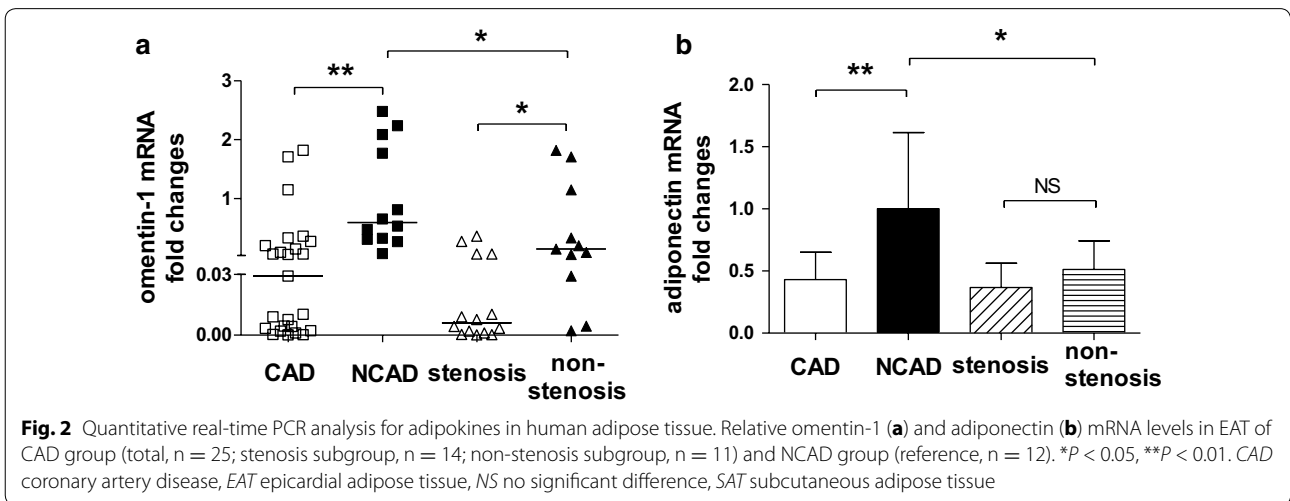 a
b
*
**
*
omentin-1 mRNA
fold changes
3
2
1
0.03
0.00
CAD
NCAD
stenosis
non-
stenosis
*
**
NS
adiponectin mRNA
fold changes
2.0
1.5
1.0
0.5
0.0
CAD
NCAD
stenosis
non-
stenosis
Fig. 2 Quantitative real-time PCR analysis for adipokines in human adipose tissue. Relative omentin-1 (a) and adiponectin (b) mRNA levels in EAT of
CAD group (total, n = 25; stenosis subgroup, n = 14; non-stenosis subgroup, n = 11) and NCAD group (reference, n = 12). *P < 0.05, **P < 0.01. CAD
coronary artery disease, EAT epicardial adipose tissue, NS no significant difference, SAT subcutaneous adipose tissue